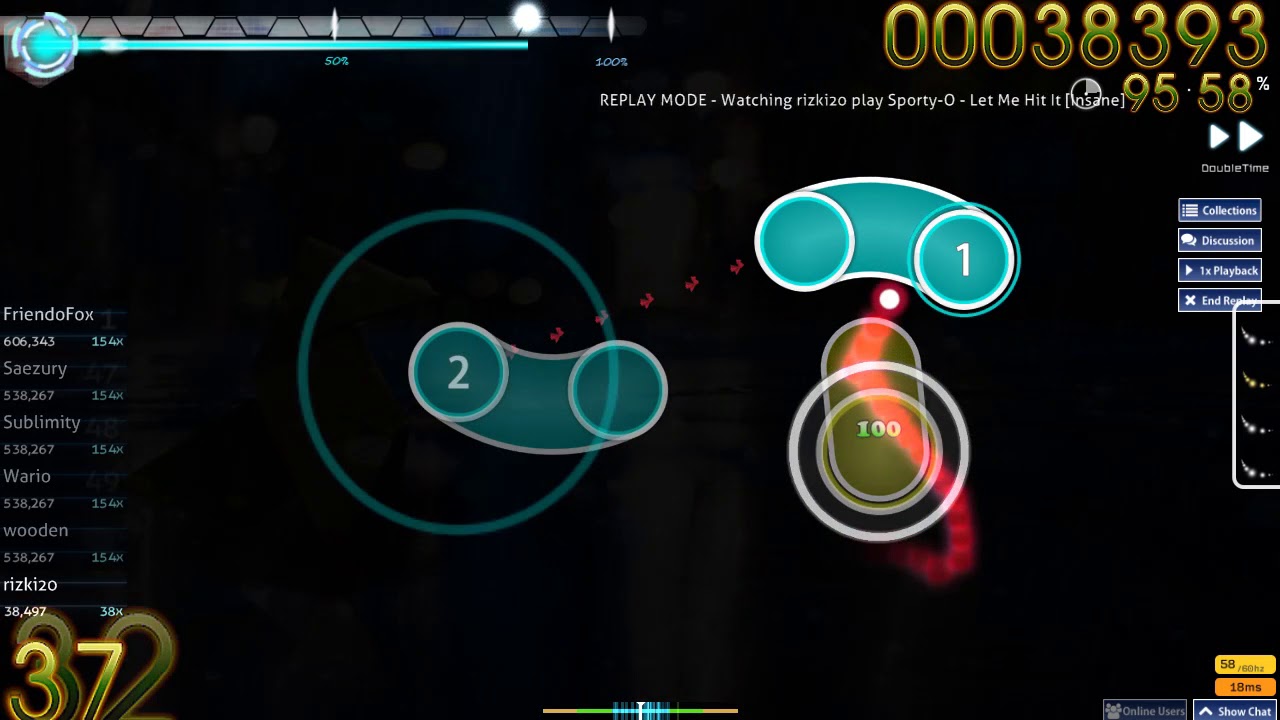 00038393
50%
100%
REPLAY MODE - Watching rizki20 play Sporty-O - Let Me Hit It [Insane]
95.58%
DoubleTime
Collections
Discussion
1x Playback
End Replay
1
2
100
FriendoFox
606,343 154x
Saezury
538,267 154x
Sublimity
538,267 154x
Wario
538,267 154x
wooden
538,267 154x
rizki20
38,497 38x
58 /60hz
18ms
Online Users
Show Chat